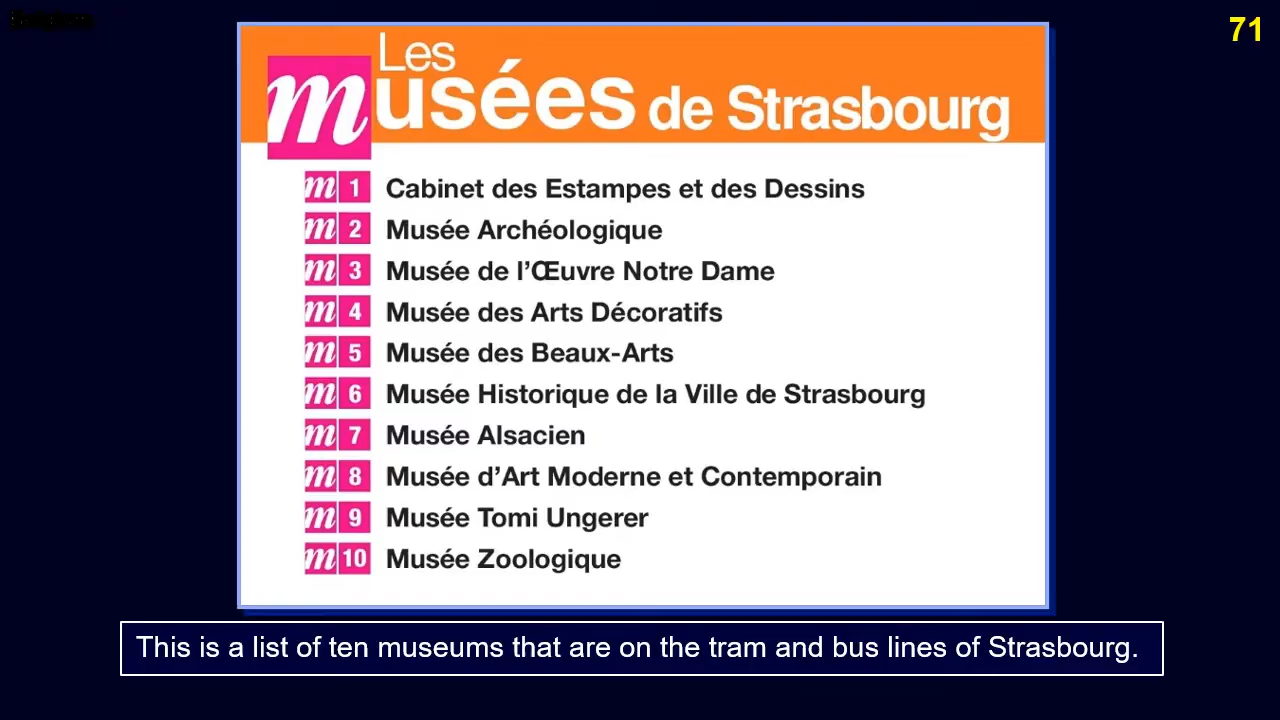 71
Les
musées de Strasbourg
m 1 Cabinet des Estampes et des Dessins
m 2 Musée Archéologique
m 3 Musée de l’Œuvre Notre Dame
m 4 Musée des Arts Décoratifs
m 5 Musée des Beaux-Arts
m 6 Musée Historique de la Ville de Strasbourg
m 7 Musée Alsacien
m 8 Musée d’Art Moderne et Contemporain
m 9 Musée Tomi Ungerer
m 10 Musée Zoologique
This is a list of ten museums that are on the tram and bus lines of Strasbourg.